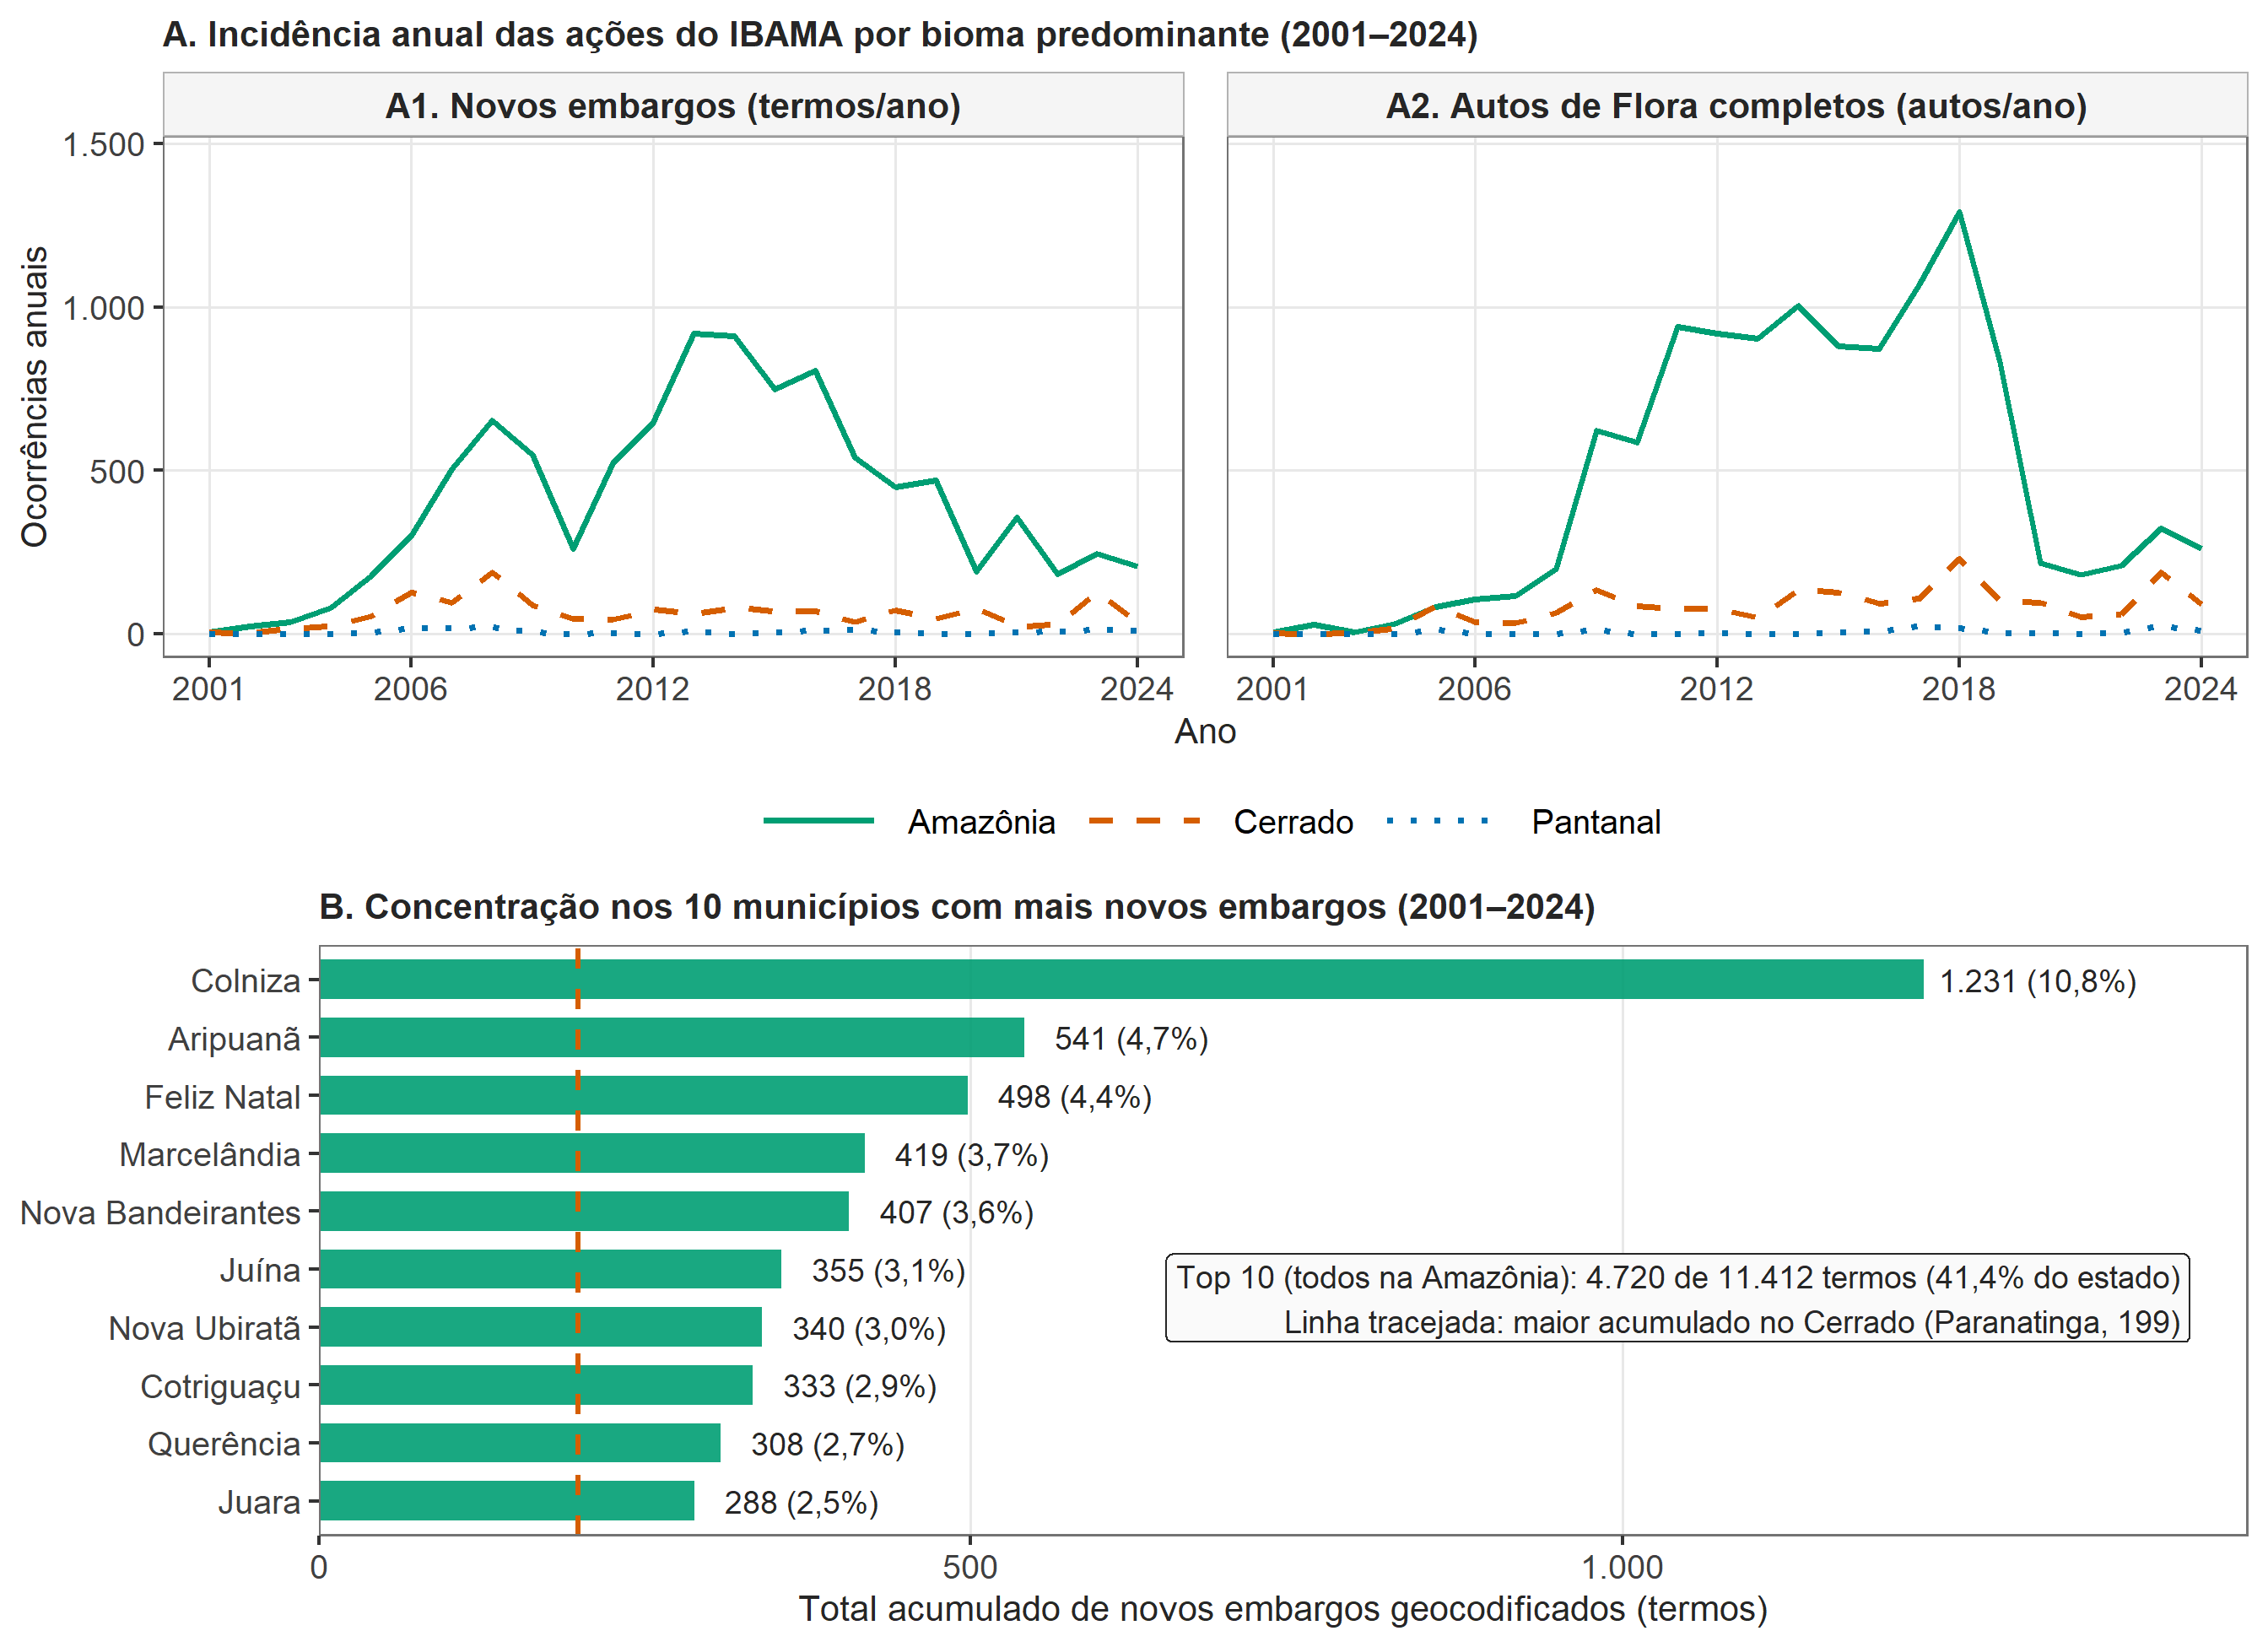 A. Incidência anual das ações do IBAMA por bioma predominante (2001–2024)
A1. Novos embargos (termos/ano)
A2. Autos de Flora completos (autos/ano)
Ocorrências anuais
1.500
1.000
500
0
2001 2006 2012 2018 2024
2001 2006 2012 2018 2024
Ano
Amazônia Cerrado Pantanal
B. Concentração nos 10 municípios com mais novos embargos (2001–2024)
Colniza 1.231 (10,8%)
Aripuanã 541 (4,7%)
Feliz Natal 498 (4,4%)
Marcelândia 419 (3,7%)
Nova Bandeirantes 407 (3,6%)
Juína 355 (3,1%)
Nova Ubiratã 340 (3,0%)
Cotriguaçu 333 (2,9%)
Querência 308 (2,7%)
Juara 288 (2,5%)
Top 10 (todos na Amazônia): 4.720 de 11.412 termos (41,4% do estado)
Linha tracejada: maior acumulado no Cerrado (Paranatinga, 199)
0 500 1.000
Total acumulado de novos embargos geocodificados (termos)